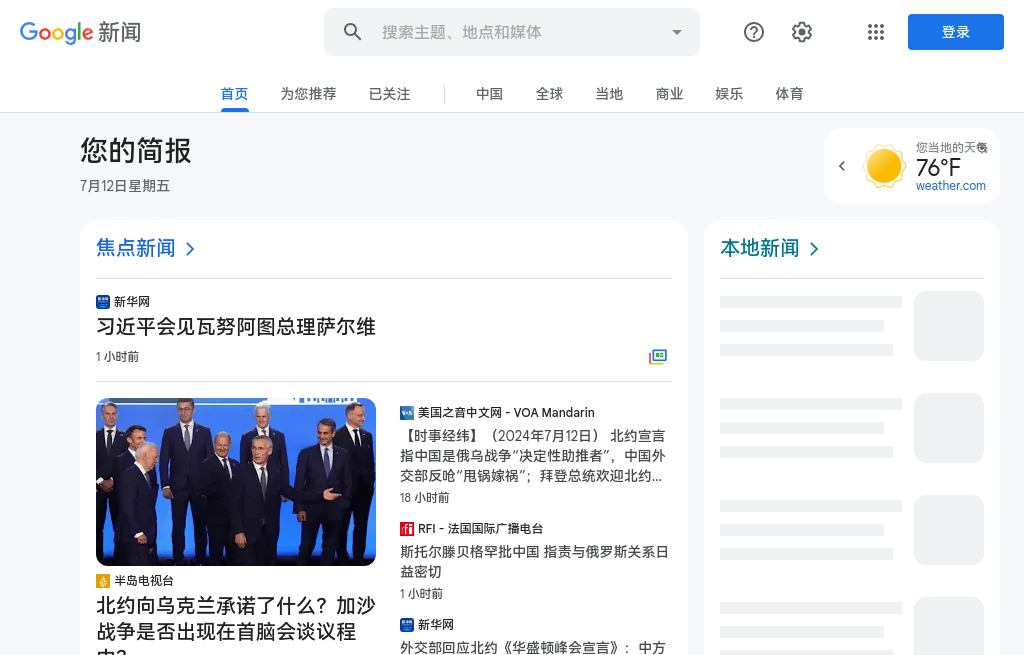 Google 新闻
搜索主题、地点和媒体
登录
首页
为您推荐
已关注
中国
全球
当地
商业
娱乐
体育
您的简报
7月12日星期五
您当地的天气
76°F
weather.com
焦点新闻
本地新闻
新华网
习近平会见瓦努阿图总理萨尔维
1 小时前
半岛电视台
北约向乌克兰承诺了什么？加沙
战争是否出现在首脑会谈议程
中？
美国之音中文网 - VOA Mandarin
【时事经纬】（2024年7月12日） 北约宣言
指中国是俄乌战争“决定性助推者”，中国外
交部反呛“甩锅嫁祸”；拜登总统欢迎北约...
18 小时前
RFI - 法国国际广播电台
斯托尔滕贝格罕批中国 指责与俄罗斯关系日
益密切
1 小时前
新华网
外交部回应北约《华盛顿峰会宣言》：中方